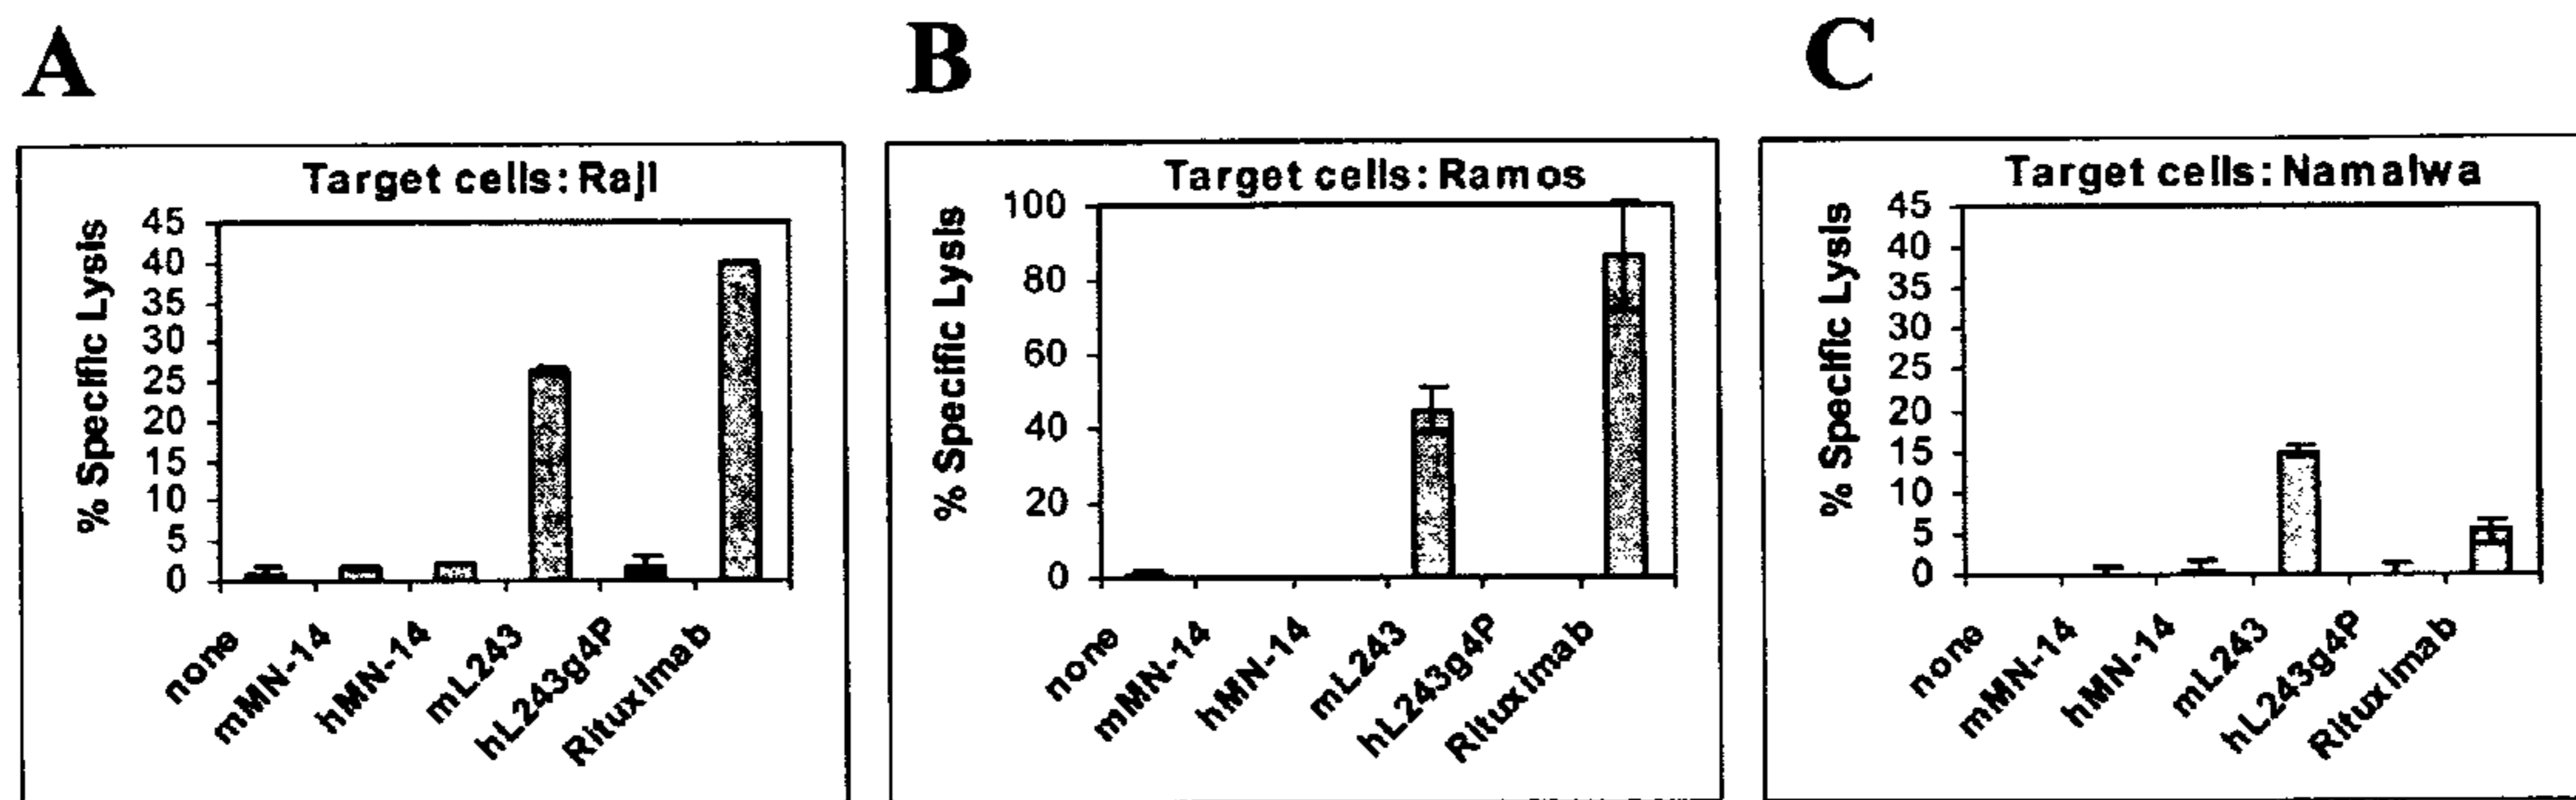 A
B
C
Target cells: Raji
% Specific Lysis
45
40
35
30
25
20
15
10
5
0
none
mMN-14
hMN-14
mL243
hL243g4P
Rituximab
Target cells: Ramos
% Specific Lysis
100
80
60
40
20
0
none
mMN-14
hMN-14
mL243
hL243g4P
Rituximab
Target cells: Namalwa
% Specific Lysis
45
40
35
30
25
20
15
10
5
0
none
mMN-14
hMN-14
mL243
hL243g4P
Rituximab